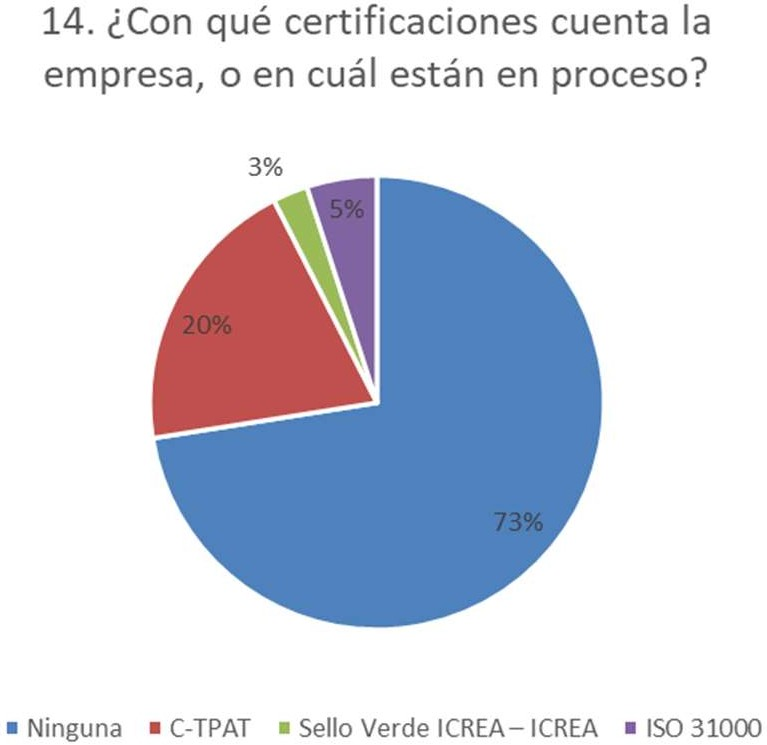 14. ¿Con qué certificaciones cuenta la
empresa, o en cuál están en proceso?
3%
5%
20%
73%
Ninguna C-TPAT Sello Verde ICREA – ICREA ISO 31000